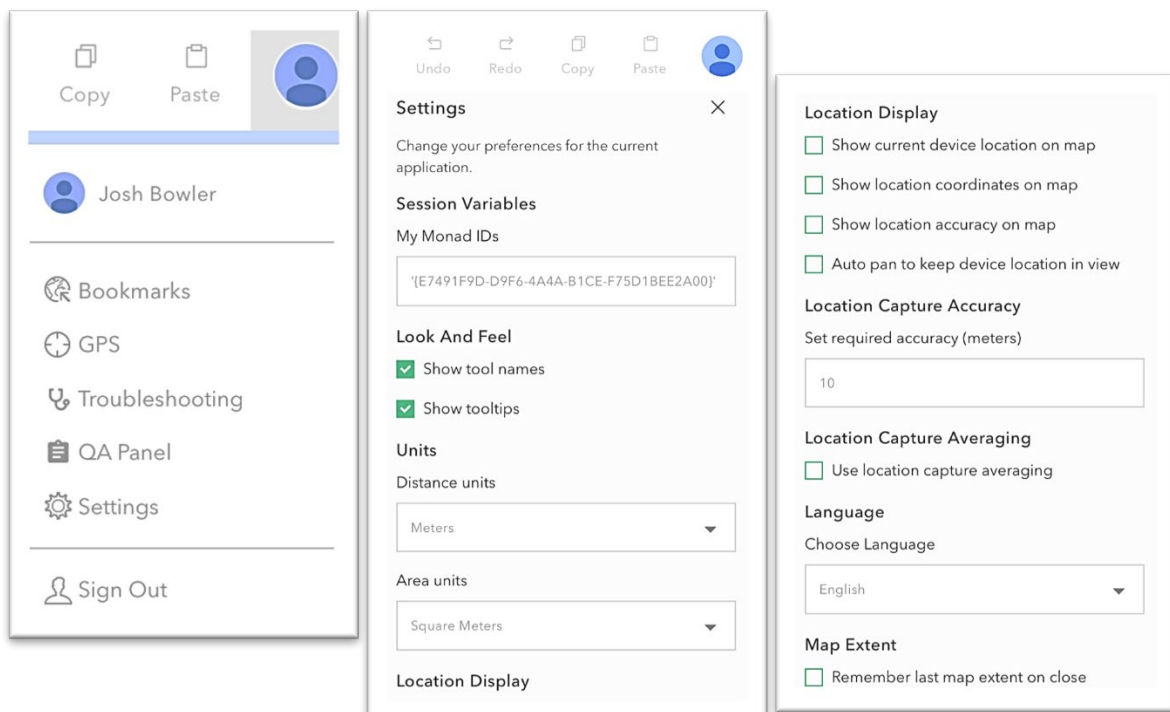 Copy
Paste
Josh Bowler
Bookmarks
GPS
Troubleshooting
QA Panel
Settings
Sign Out
Undo
Redo
Copy
Paste
Settings
Change your preferences for the current
application.
Session Variables
My Monad IDs
'{E7491F9D-D9F6-4A4A-B1CE-F75D1BEE2A00}'
Look And Feel
Show tool names
Show tooltips
Units
Distance units
Meters
Area units
Square Meters
Location Display
Location Display
Show current device location on map
Show location coordinates on map
Show location accuracy on map
Auto pan to keep device location in view
Location Capture Accuracy
Set required accuracy (meters)
10
Location Capture Averaging
Use location capture averaging
Language
Choose Language
English
Map Extent
Remember last map extent on close